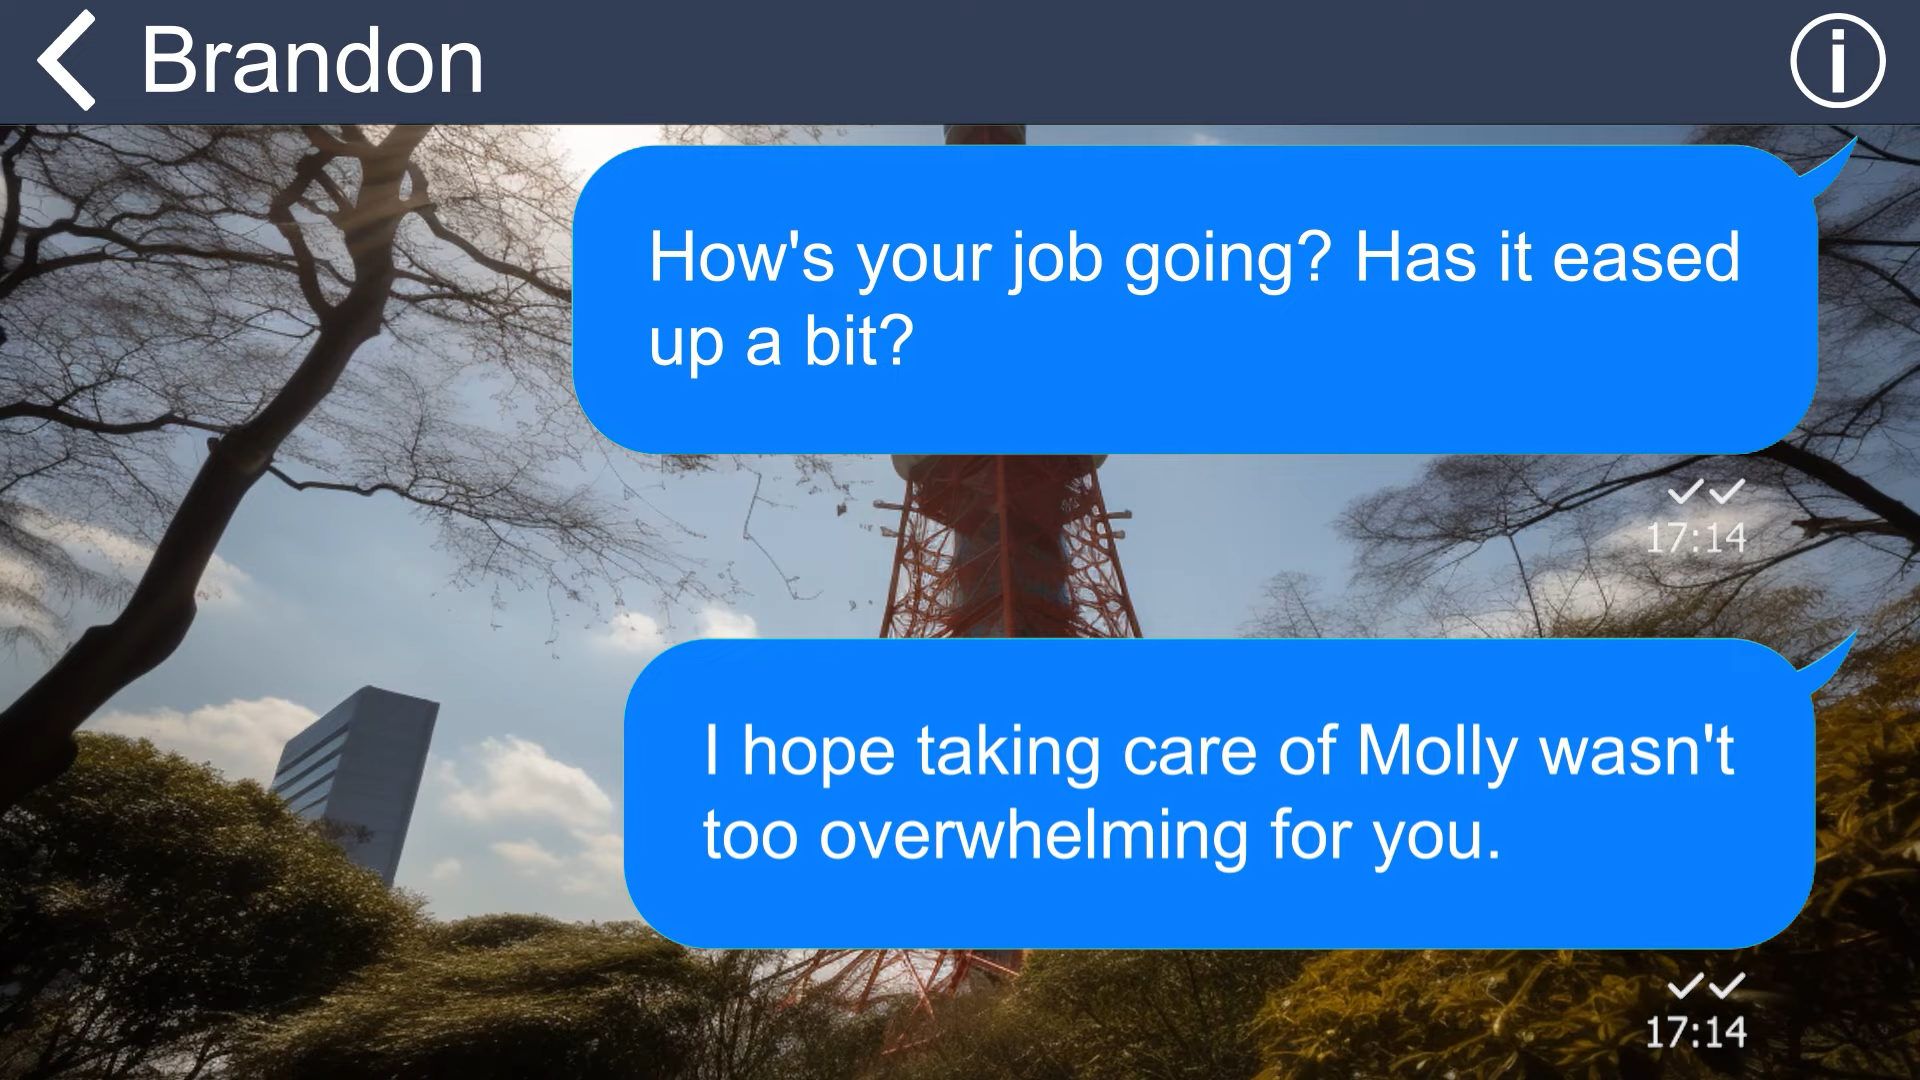 Brandon
How's your job going? Has it eased
up a bit?
17:14
I hope taking care of Molly wasn't
too overwhelming for you.
17:14